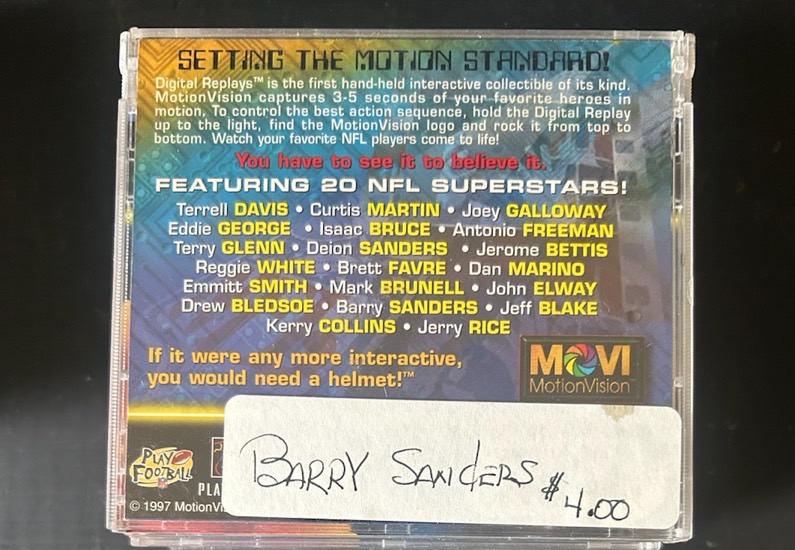 SETTING THE MOTION STANDARD!
Digital Replays™ is the first hand-held interactive collectible of its kind.
MotionVision captures 3-5 seconds of your favorite heroes in
motion. To control the best action sequence, hold the Digital Replay
up to the light, find the MotionVision logo and rock it from top to
bottom. Watch your favorite NFL players come to life!
You have to see it to believe it.
FEATURING 20 NFL SUPERSTARS!
Terrell DAVIS • Curtis MARTIN • Joey GALLOWAY
Eddie GEORGE • Isaac BRUCE • Antonio FREEMAN
Terry GLENN • Deion SANDERS • Jerome BETTIS
Reggie WHITE • Brett FAVRE • Dan MARINO
Emmitt SMITH • Mark BRUNELL • John ELWAY
Drew BLEDSOE • Barry SANDERS • Jeff BLAKE
Kerry COLLINS • Jerry RICE
If it were any more interactive,
you would need a helmet!™
MOVI
MotionVision™
PLAY
FOOTBALL
PLA
© 1997 MotionVi
BARRY SANDERS $4.00